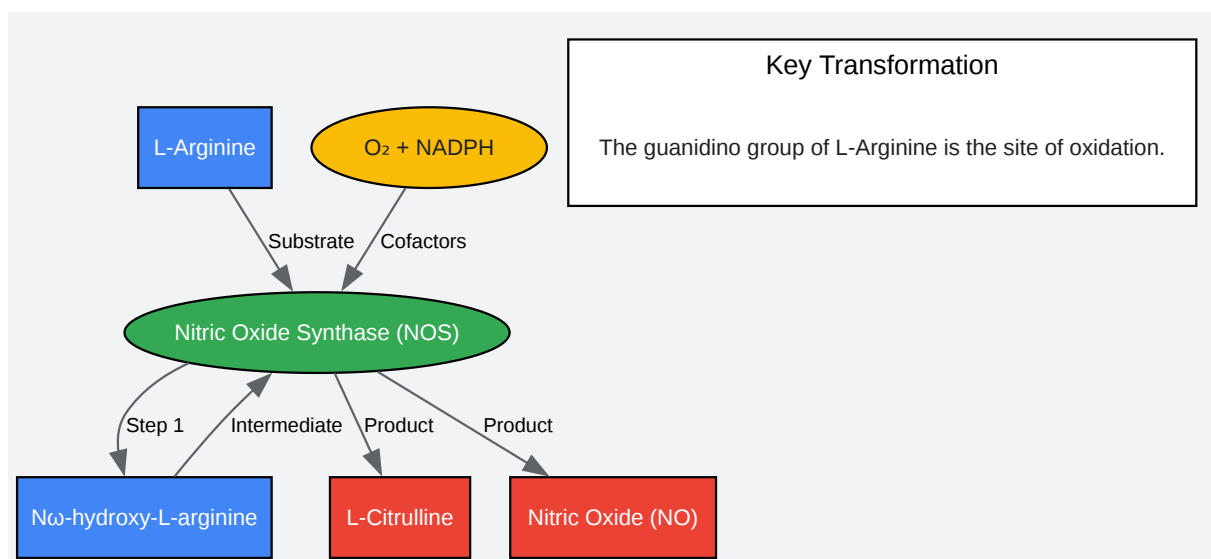 Key Transformation
L-Arginine
O₂ + NADPH
The guanidino group of L-Arginine is the site of oxidation.
Substrate
Cofactors
Nitric Oxide Synthase (NOS)
Step 1
Intermediate
Product
Product
Nω-hydroxy-L-arginine
L-Citrulline
Nitric Oxide (NO)